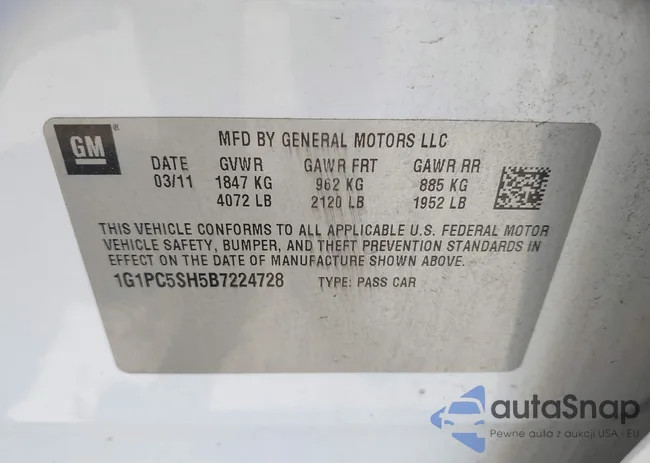 GM
MFD BY GENERAL MOTORS LLC
DATE GVWR GAWR FRT GAWR RR
03/11 1847 KG 962 KG 885 KG
4072 LB 2120 LB 1952 LB
THIS VEHICLE CONFORMS TO ALL APPLICABLE U.S. FEDERAL MOTOR
VEHICLE SAFETY, BUMPER, AND THEFT PREVENTION STANDARDS IN
EFFECT ON THE DATE OF MANUFACTURE SHOWN ABOVE.
1G1PC5SH5B7224728 TYPE: PASS CAR
autaSnap
Pewne auto z aukcji USA - EU